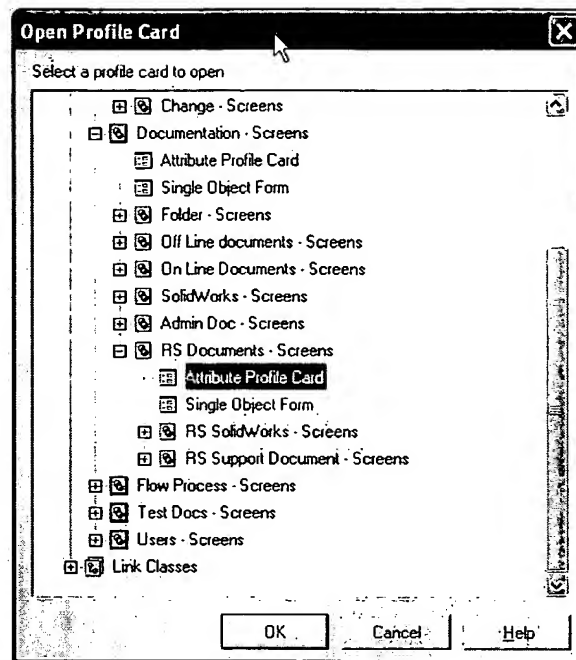 Open Profile Card
Select a profile card to open
Change - Screens
Documentation - Screens
Attribute Profile Card
Single Object Form
Folder - Screens
Off Line documents - Screens
On Line Documents - Screens
SolidWorks - Screens
Admin Doc - Screens
RS Documents - Screens
Attribute Profile Card
Single Object Form
RS SolidWorks - Screens
RS Support Document - Screens
Flow Process - Screens
Test Docs - Screens
Users - Screens
Link Classes
OK Cancel Help